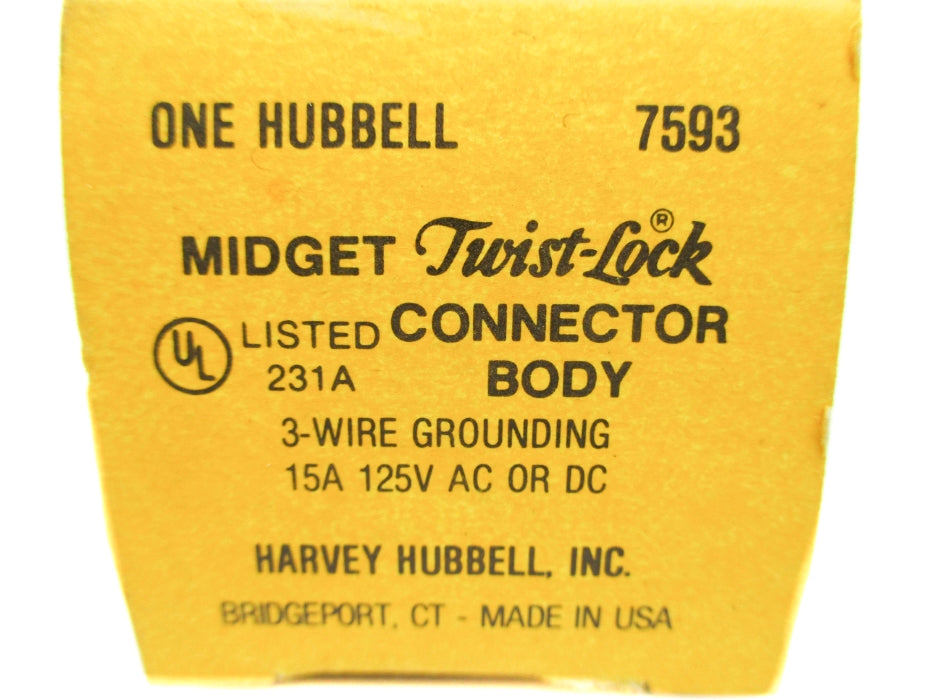 ONE HUBBELL 7593
MIDGET Twist-Lock®
UL LISTED CONNECTOR
231A BODY
3-WIRE GROUNDING
15A 125V AC OR DC
HARVEY HUBBELL, INC.
BRIDGEPORT, CT - MADE IN USA